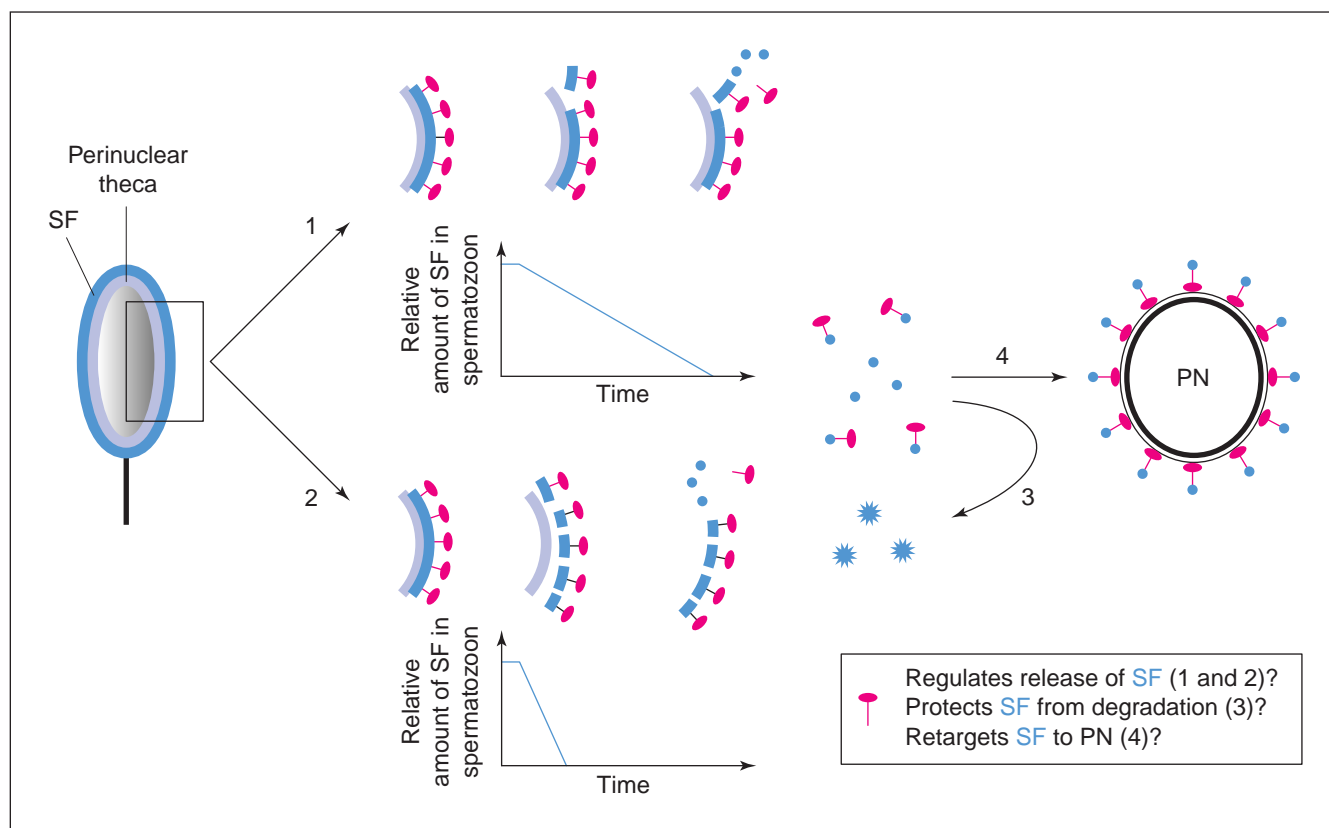 Perinuclear
theca
SF
1
Relative
amount of SF in
spermatozoon
Time
2
Relative
amount of SF in
spermatozoon
Time
4
3
PN
Regulates release of SF (1 and 2)?
Protects SF from degradation (3)?
Retargets SF to PN (4)?